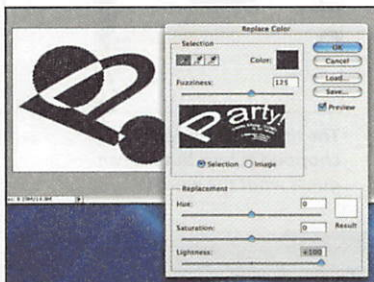 Replace Color
Selection
Color:
Fuzziness:
125
Party!
Selection
Image
Replacement
Hue:
0
Saturation:
0
Lightness:
+100
Result
OK
Cancel
Load...
Save...
Preview